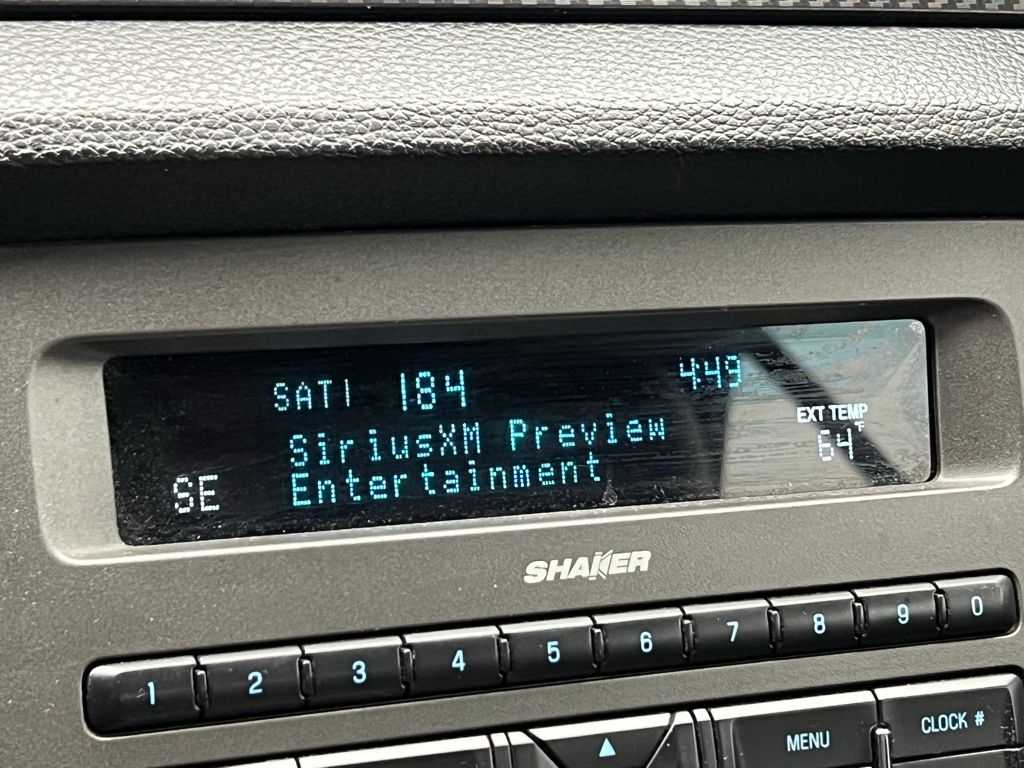 SAT1 184 4:49
SiriusXM Preview
EXT TEMP
64°F
SE Entertainment
SHAKER
1 2 3 4 5 6 7 8 9 0
MENU CLOCK #